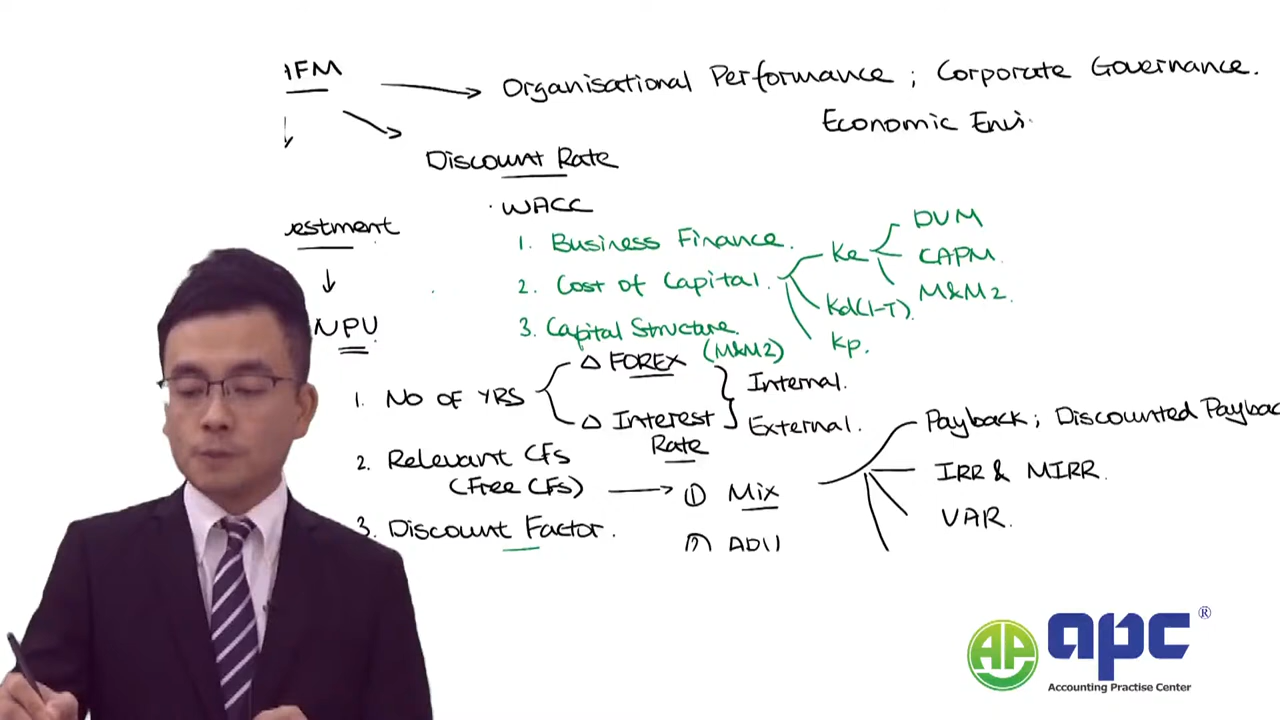 AFM
Organisational Performance ; Corporate Governance.
Economic Envi
Discount Rate
· WACC
estment
1. Business Finance.
2. Cost of Capital.
3. Capital Structure.
(M&M2)
Ke
DVM
CAPM
M&M2.
Kd(1-T).
Kp.
NPV
1. No OF YRS
△ FOREX
△ Interest Rate
Internal.
External.
2. Relevant CFs
(Free CFs)
① Mix
3. Discount Factor.
Payback ; Discounted Payba
IRR & MIRR.
VAR.
AP
apc®
Accounting Practise Center